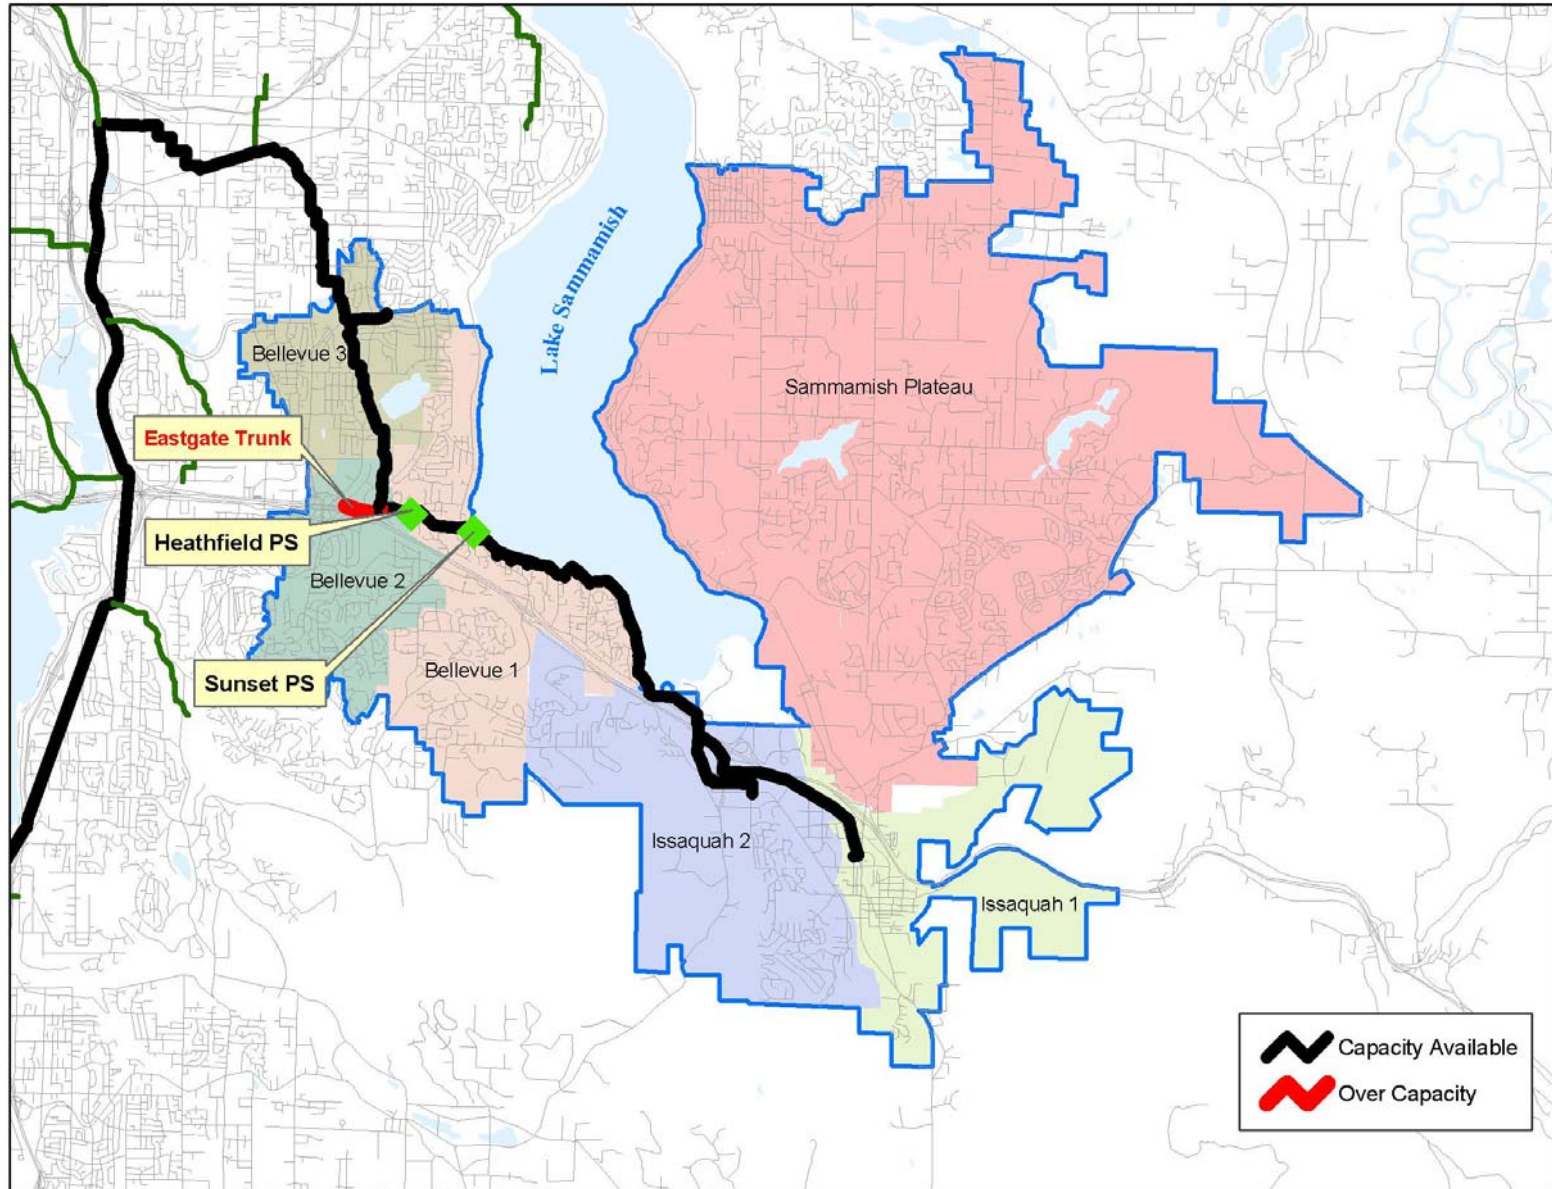 Lake Sammamish
Bellevue 3
Sammamish Plateau
Eastgate Trunk
Heathfield PS
Bellevue 2
Bellevue 1
Sunset PS
Issaquah 2
Issaquah 1
Capacity Available
Over Capacity